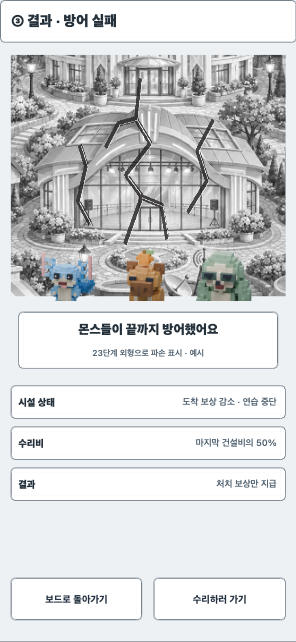 ③ 결과 · 방어 실패
몬스들이 끝까지 방어했어요
23단계 외형으로 파손 표시 · 예시
시설 상태 도착 보상 감소 · 연습 중단
수리비 마지막 건설비의 50%
결과 처치 보상만 지급
보드로 돌아가기 수리하러 가기